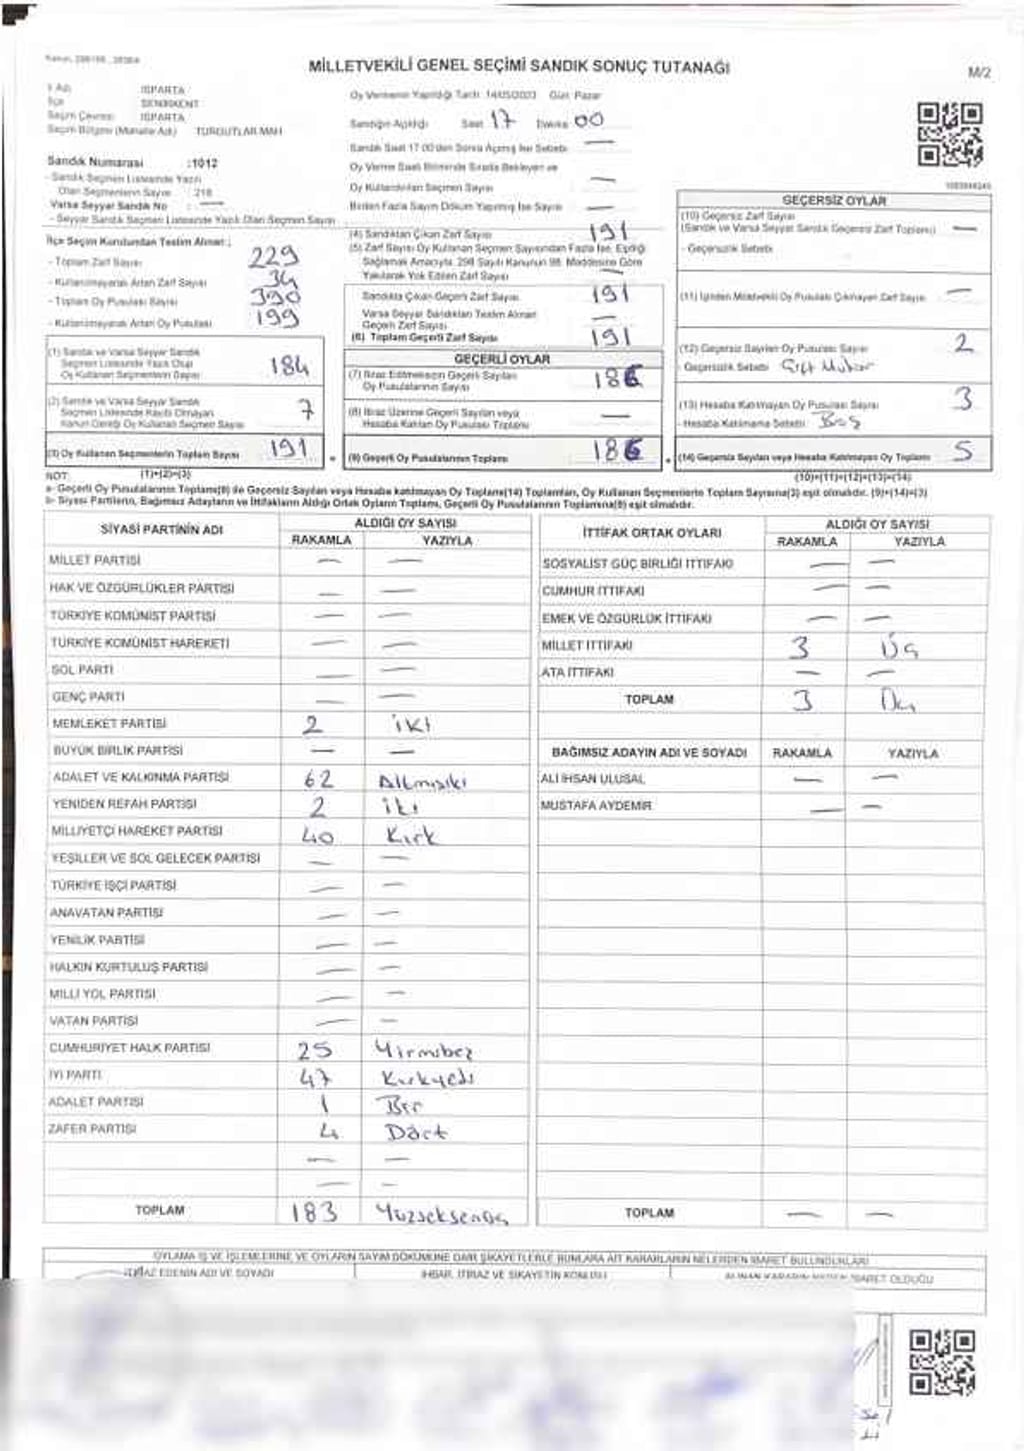 MİLLETVEKİLİ GENEL SEÇİMİ SANDIK SONUÇ TUTANAĞI
M/2
İl Adı ISPARTA
İlçe SENİRKENT
Seçim Çevresi ISPARTA
Seçim Bölgesi (Mahalle Adı) TURGUTLAR MAH
Sandık Numarası :1012
- Sandık Seçmen Listesinde Yazılı
Olan Seçmenlerin Sayısı 218
Varsa Seyyar Sandık No : —
- Seyyar Sandık Seçmen Listesinde Yazılı Olan Seçmen Sayısı
Oy Vermenin Yapıldığı Tarih 14/05/2023 Gün Pazar
Sandığın Açıldığı Saat 17 Dakika 00
Sandık Saat 17.00'den Sonra Açılmış İse Sebebi —
Oy Verme Saati Bitiminde Sırada Bekleyen ve
Oy Kullandırılan Seçmen Sayısı —
Birden Fazla Sayım Döküm Yapılmış İse Sayısı —
İlçe Seçim Kurulundan Teslim Alınan ;
- Toplam Zarf Sayısı 229
- Kullanılmayarak Artan Zarf Sayısı 34
- Toplam Oy Pusulası Sayısı 390
- Kullanılmayarak Artan Oy Pusulası 199
(1) Sandık ve Varsa Seyyar Sandık
Seçmen Listesinde Yazılı Olup
Oy Kullanan Seçmenlerin Sayısı 184
(2) Sandık ve Varsa Seyyar Sandık
Seçmen Listesinde Kayıtlı Olmayan
Kanun Gereği Oy Kullanan Seçmen Sayısı 7
(3) Oy Kullanan Seçmenlerin Toplam Sayısı 191
(1)+(2)=(3)
(4) Sandıktan Çıkan Zarf Sayısı 191
(5) Zarf Sayısı Oy Kullanan Seçmen Sayısından Fazla İse, Eşitliği
Sağlamak Amacıyla, 298 Sayılı Kanunun 98. Maddesine Göre
Yakılarak Yok Edilen Zarf Sayısı —
Sandıkta Çıkan Geçerli Zarf Sayısı 191
Varsa Seyyar Sandıktan Teslim Alınan
Geçerli Zarf Sayısı —
(6) Toplam Geçerli Zarf Sayısı 191
GEÇERLİ OYLAR
(7) İtiraz Edilmeksizin Geçerli Sayılan
Oy Pusulalarının Sayısı 186
(8) İtiraz Üzerine Geçerli Sayılan veya
Hesaba Katılan Oy Pusulası Toplamı —
(9) Geçerli Oy Pusulalarının Toplamı 186
GEÇERSİZ OYLAR
(10) Geçersiz Zarf Sayısı
(Sandık ve Varsa Seyyar Sandık Geçersiz Zarf Toplamı) —
- Geçersizlik Sebebi
(11) İçinden Milletvekili Oy Pusulası Çıkmayan Zarf Sayısı —
(12) Geçersiz Sayılan Oy Pusulası Sayısı 2
- Geçersizlik Sebebi Çift Mühür
(13) Hesaba Katılmayan Oy Pusulası Sayısı 3
- Hesaba Katılmama Sebebi Boş
(14) Geçersiz Sayılan veya Hesaba Katılmayan Oy Toplamı 5
(10)+(11)+(12)+(13)=(14)
NOT:
a- Geçerli Oy Pusulalarının Toplamı(9) ile Geçersiz Sayılan veya Hesaba katılmayan Oy Toplamı(14) Toplamları, Oy Kullanan Seçmenlerin Toplam Sayısına(3) eşit olmalıdır. (9)+(14)=(3)
b- Siyasi Partilerin, Bağımsız Adayların ve İttifakların Aldığı Ortak Oyların Toplamı, Geçerli Oy Pusulalarının Toplamına(9) eşit olmalıdır.
SİYASİ PARTİNİN ADI ALDIĞI OY SAYISI
RAKAMLA YAZIYLA
MİLLET PARTİSİ — —
HAK VE ÖZGÜRLÜKLER PARTİSİ — —
TÜRKİYE KOMÜNİST PARTİSİ — —
TÜRKİYE KOMÜNİST HAREKETİ — —
SOL PARTİ — —
GENÇ PARTİ — —
MEMLEKET PARTİSİ 2 iki
BÜYÜK BİRLİK PARTİSİ — —
ADALET VE KALKINMA PARTİSİ 62 Altmışiki
YENİDEN REFAH PARTİSİ 2 iki
MİLLİYETÇİ HAREKET PARTİSİ 40 Kırk
YEŞİLLER VE SOL GELECEK PARTİSİ — —
TÜRKİYE İŞÇİ PARTİSİ — —
ANAVATAN PARTİSİ — —
YENİLİK PARTİSİ — —
HALKIN KURTULUŞ PARTİSİ — —
MİLLİ YOL PARTİSİ — —
VATAN PARTİSİ — —
CUMHURİYET HALK PARTİSİ 25 Yirmibeş
İYİ PARTİ 47 Kırkyedi
ADALET PARTİSİ 1 Bir
ZAFER PARTİSİ 4 Dört
— —
— —
TOPLAM 183 Yüzseksenüç
İTTİFAK ORTAK OYLARI ALDIĞI OY SAYISI
RAKAMLA YAZIYLA
SOSYALİST GÜÇ BİRLİĞİ İTTİFAKI — —
CUMHUR İTTİFAKI — —
EMEK VE ÖZGÜRLÜK İTTİFAKI — —
MİLLET İTTİFAKI 3 Üç
ATA İTTİFAKI — —
TOPLAM 3 Üç
BAĞIMSIZ ADAYIN ADI VE SOYADI RAKAMLA YAZIYLA
ALİ İHSAN ULUSAL — —
MUSTAFA AYDEMİR — —
TOPLAM — —
OYLAMA İŞ VE İŞLEMLERİNE VE OYLARIN SAYIM DÖKÜMÜNE DAİR ŞİKAYETLERLE BUNLARA AİT KARARLARIN NELERDEN İBARET BULUNDUKLARI
İTİRAZ EDENİN ADI VE SOYADI
İHBAR, İTİRAZ VE ŞİKAYETİN KONUSU
ALINAN KARARIN NEDEN İBARET OLDUĞU